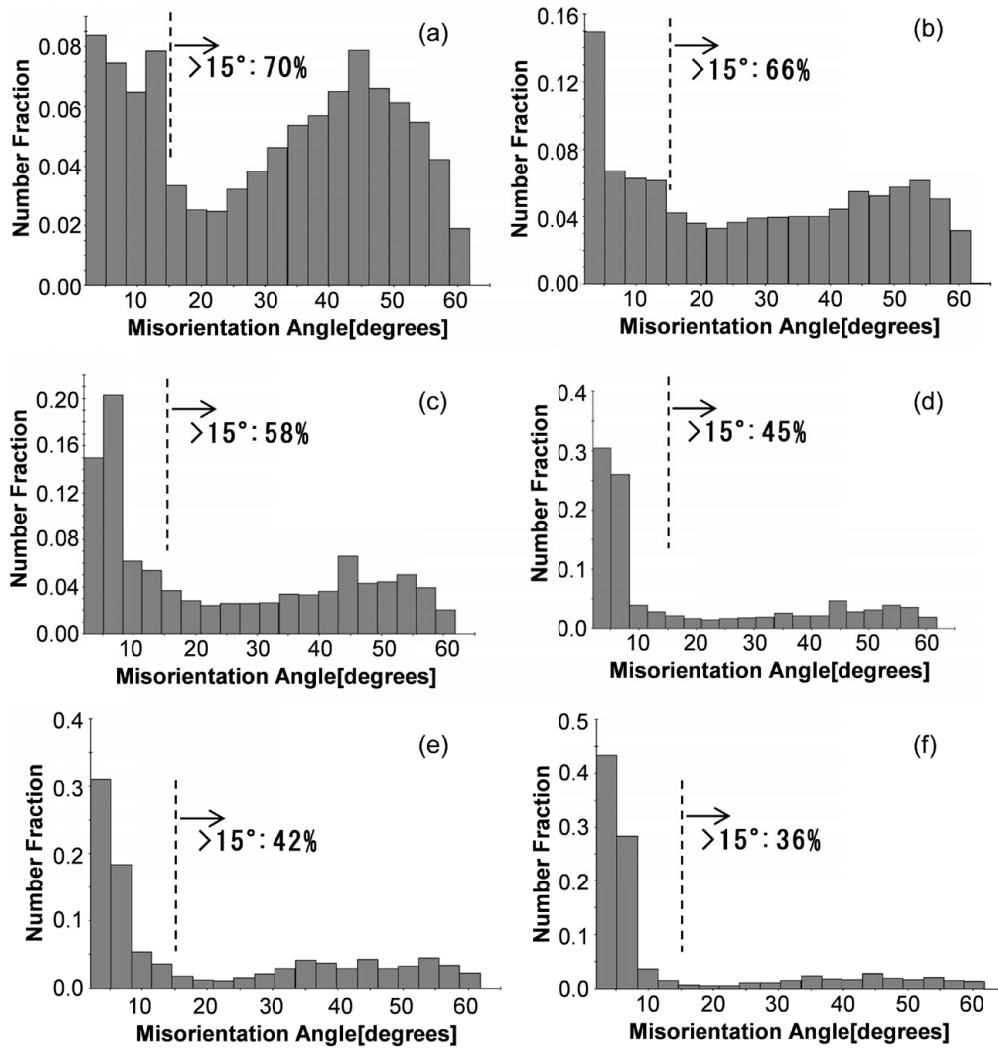 (a)
0.08
0.06
0.04
0.02
0.00
Number Fraction
>15°: 70%
10 20 30 40 50 60
Misorientation Angle[degrees]
(b)
0.16
0.12
0.08
0.04
0.00
Number Fraction
>15°: 66%
10 20 30 40 50 60
Misorientation Angle[degrees]
(c)
0.20
0.16
0.12
0.08
0.04
0.00
Number Fraction
>15°: 58%
10 20 30 40 50 60
Misorientation Angle[degrees]
(d)
0.4
0.3
0.2
0.1
0.0
Number Fraction
>15°: 45%
10 20 30 40 50 60
Misorientation Angle[degrees]
(e)
0.4
0.3
0.2
0.1
0.0
Number Fraction
>15°: 42%
10 20 30 40 50 60
Misorientation Angle[degrees]
(f)
0.5
0.4
0.3
0.2
0.1
0.0
Number Fraction
>15°: 36%
10 20 30 40 50 60
Misorientation Angle[degrees]